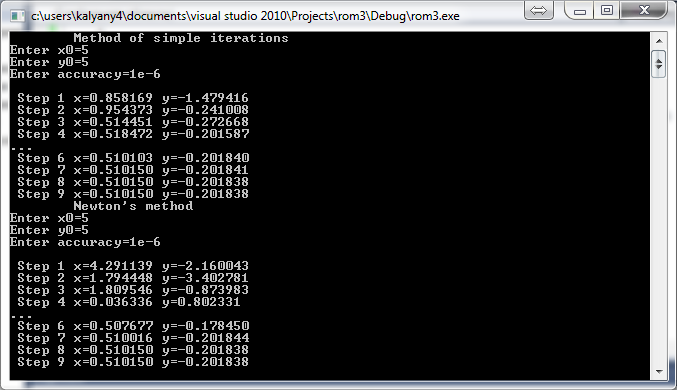 c:\users\kalyany4\documents\visual studio 2010\Projects\rom3\Debug\rom3.exe
Method of simple iterations
Enter x0=5
Enter y0=5
Enter accuracy=1e-6
Step 1 x=0.858169 y=-1.479416
Step 2 x=0.954373 y=-0.241008
Step 3 x=0.514451 y=-0.272668
Step 4 x=0.518472 y=-0.201587
...
Step 6 x=0.510103 y=-0.201840
Step 7 x=0.510150 y=-0.201841
Step 8 x=0.510150 y=-0.201838
Step 9 x=0.510150 y=-0.201838
Newton's method
Enter x0=5
Enter y0=5
Enter accuracy=1e-6
Step 1 x=4.291139 y=-2.160043
Step 2 x=1.794448 y=-3.402781
Step 3 x=1.809546 y=-0.873983
Step 4 x=0.036336 y=0.802331
...
Step 6 x=0.507677 y=-0.178450
Step 7 x=0.510016 y=-0.201844
Step 8 x=0.510150 y=-0.201838
Step 9 x=0.510150 y=-0.201838